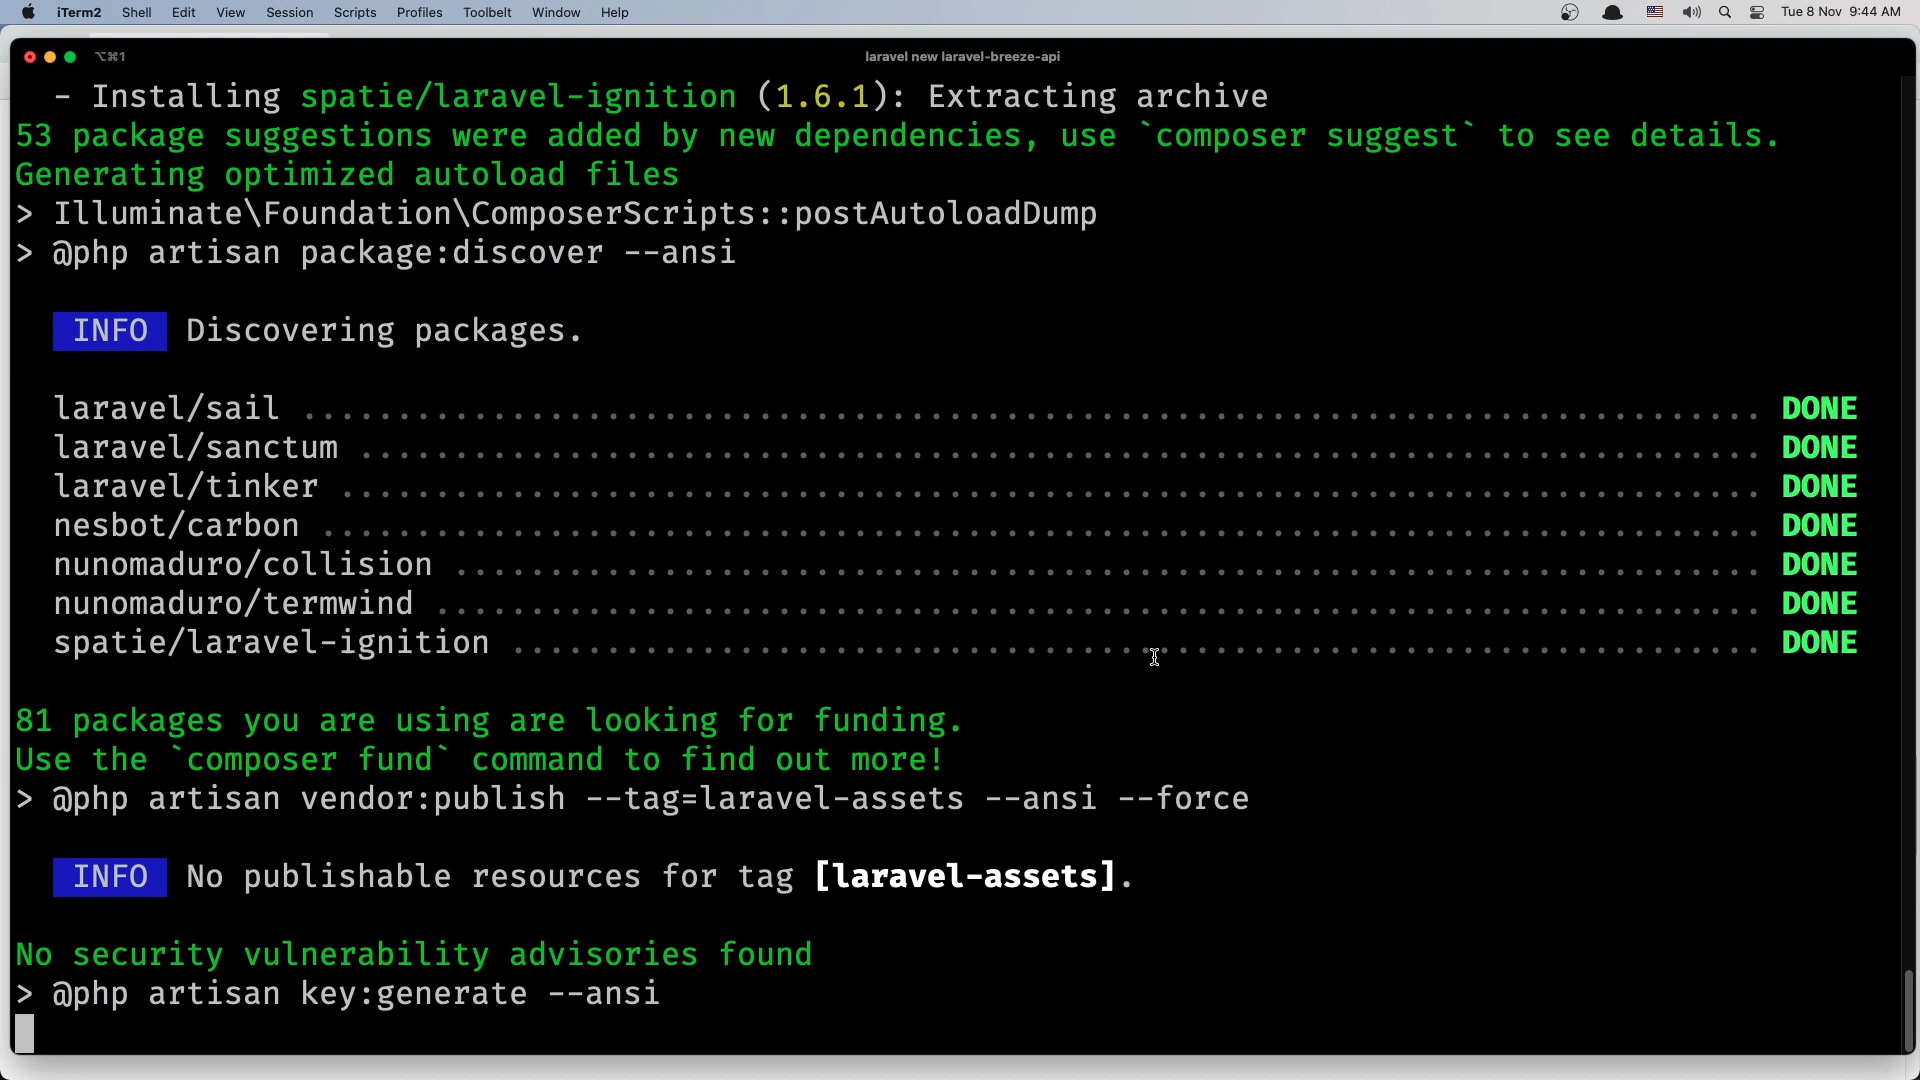 iTerm2 Shell Edit View Session Scripts Profiles Toolbelt Window Help Tue 8 Nov 9:44 AM
⌥⌘1 laravel new laravel-breeze-api
- Installing spatie/laravel-ignition (1.6.1): Extracting archive
53 package suggestions were added by new dependencies, use `composer suggest` to see details.
Generating optimized autoload files
> Illuminate\Foundation\ComposerScripts::postAutoloadDump
> @php artisan package:discover --ansi
INFO Discovering packages.
laravel/sail ............................................................................. DONE
laravel/sanctum .......................................................................... DONE
laravel/tinker ........................................................................... DONE
nesbot/carbon ............................................................................ DONE
nunomaduro/collision ..................................................................... DONE
nunomaduro/termwind ...................................................................... DONE
spatie/laravel-ignition .................................................................. DONE
81 packages you are using are looking for funding.
Use the `composer fund` command to find out more!
> @php artisan vendor:publish --tag=laravel-assets --ansi --force
INFO No publishable resources for tag [laravel-assets].
No security vulnerability advisories found
> @php artisan key:generate --ansi